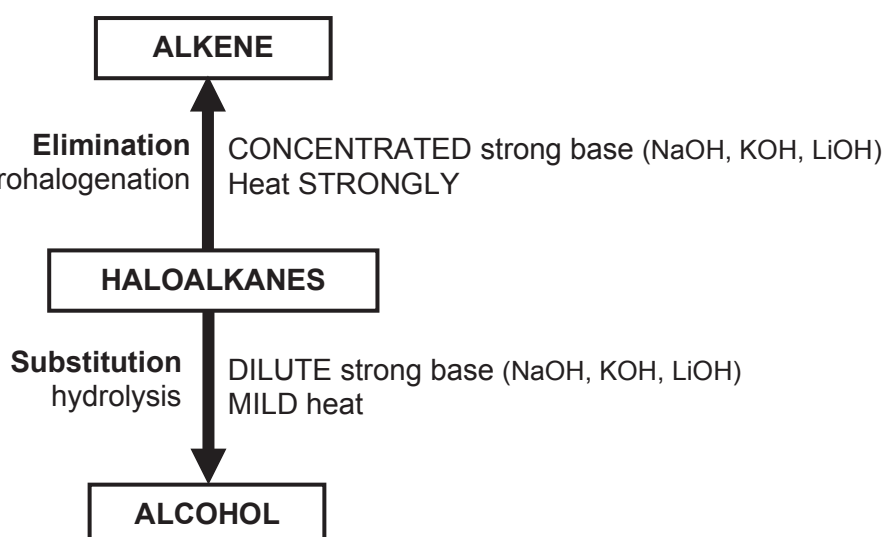 ALKENE
Elimination
rohalogenation
CONCENTRATED strong base (NaOH, KOH, LiOH)
Heat STRONGLY
HALOALKANES
Substitution
hydrolysis
DILUTE strong base (NaOH, KOH, LiOH)
MILD heat
ALCOHOL